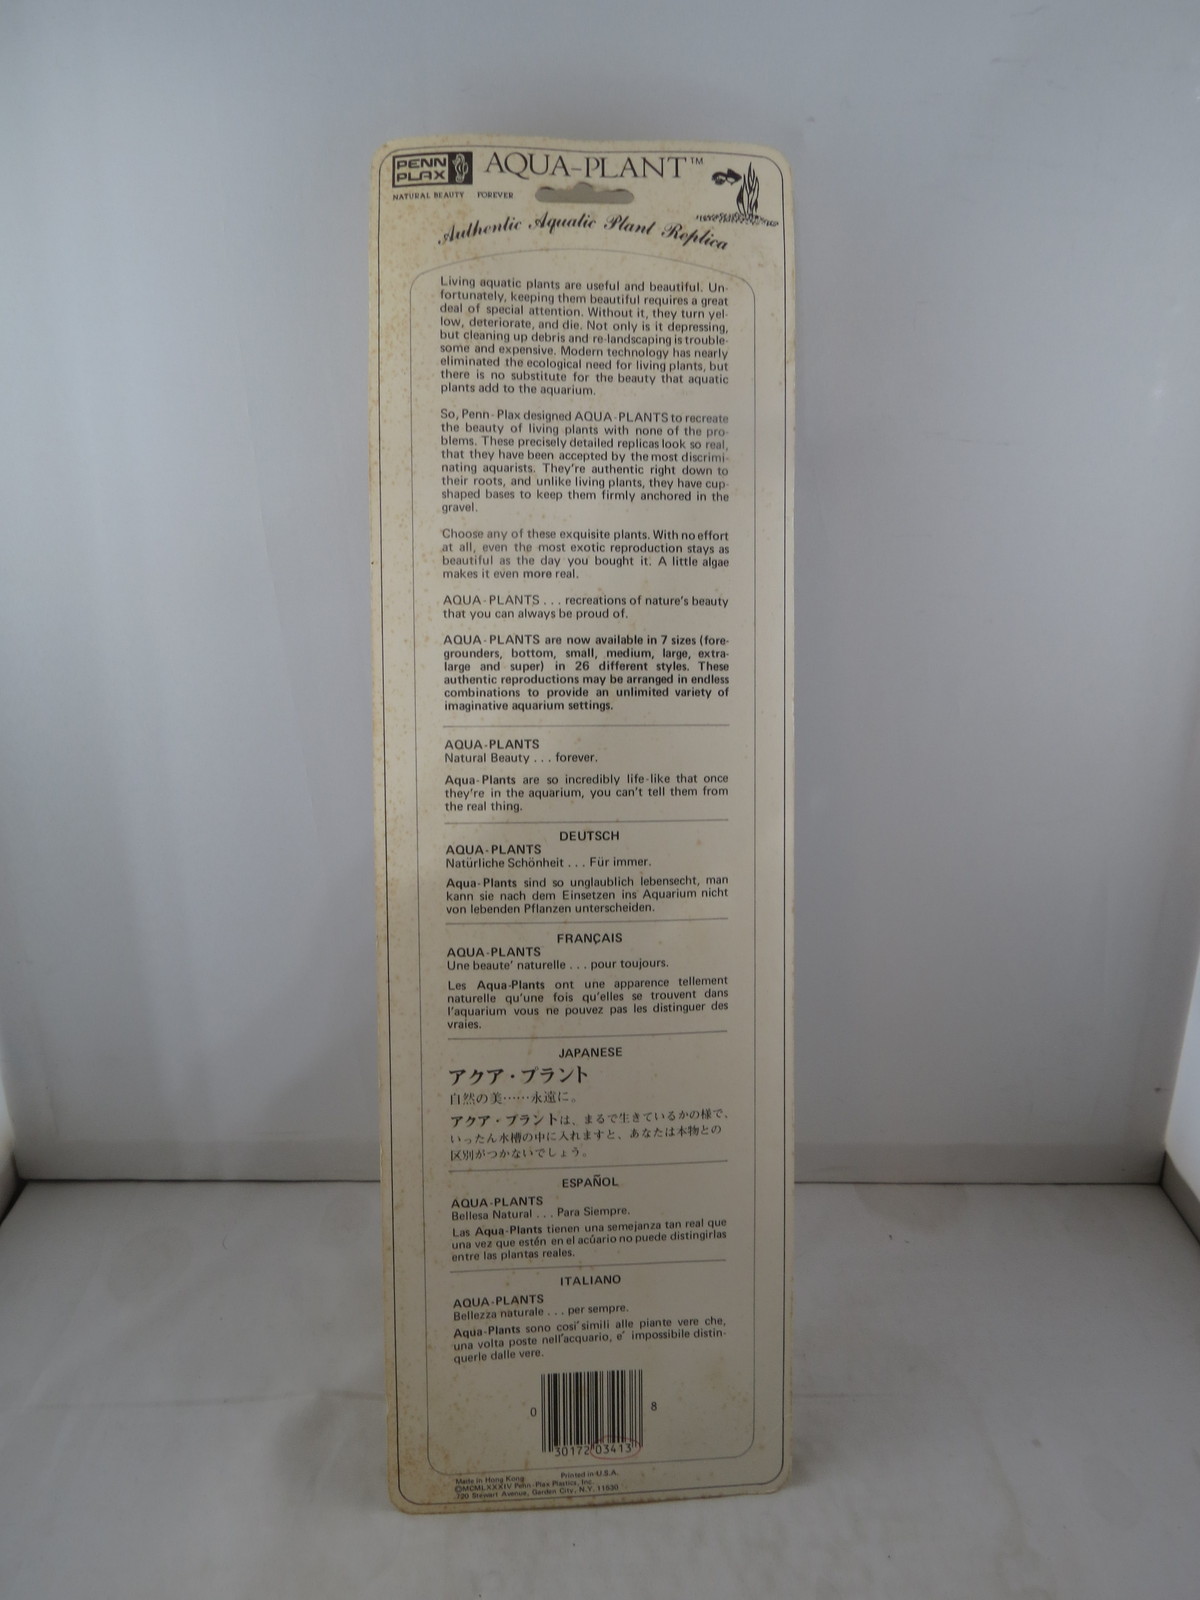 PENN
PLAX
AQUA-PLANT™
NATURAL BEAUTY FOREVER
Authentic Aquatic Plant Replica
Living aquatic plants are useful and beautiful. Un-
fortunately, keeping them beautiful requires a great
deal of special attention. Without it, they turn yel-
low, deteriorate, and die. Not only is it depressing,
but cleaning up debris and re-landscaping is trouble-
some and expensive. Modern technology has nearly
eliminated the ecological need for living plants, but
there is no substitute for the beauty that aquatic
plants add to the aquarium.
So, Penn-Plax designed AQUA-PLANTS to recreate
the beauty of living plants with none of the pro-
blems. These precisely detailed replicas look so real,
that they have been accepted by the most discrimi-
nating aquarists. They're authentic right down to
their roots, and unlike living plants, they have cup-
shaped bases to keep them firmly anchored in the
gravel.
Choose any of these exquisite plants. With no effort
at all, even the most exotic reproduction stays as
beautiful as the day you bought it. A little algae
makes it even more real.
AQUA-PLANTS . . . recreations of nature's beauty
that you can always be proud of.
AQUA-PLANTS are now available in 7 sizes (fore-
grounders, bottom, small, medium, large, extra-
large and super) in 26 different styles. These
authentic reproductions may be arranged in endless
combinations to provide an unlimited variety of
imaginative aquarium settings.
AQUA-PLANTS
Natural Beauty . . . forever.
Aqua-Plants are so incredibly life-like that once
they're in the aquarium, you can't tell them from
the real thing.
DEUTSCH
AQUA-PLANTS
Natürliche Schönheit . . . Für immer.
Aqua-Plants sind so unglaublich lebensecht, man
kann sie nach dem Einsetzen ins Aquarium nicht
von lebenden Pflanzen unterscheiden.
FRANÇAIS
AQUA-PLANTS
Une beaute' naturelle . . . pour toujours.
Les Aqua-Plants ont une apparence tellement
naturelle qu'une fois qu'elles se trouvent dans
l'aquarium vous ne pouvez pas les distinguer des
vraies.
JAPANESE
アクア・プラント
自然の美……永遠に。
アクア・プラントは、まるで生きているかの様で、
いったん水槽の中に入れますと、あなたは本物との
区別がつかないでしょう。
ESPAÑOL
AQUA-PLANTS
Bellesa Natural . . . Para Siempre.
Las Aqua-Plants tienen una semejanza tan real que
una vez que estén en el acúario no puede distingirlas
entre las plantas reales.
ITALIANO
AQUA-PLANTS
Bellezza naturale . . . per sempre.
Aqua-Plants sono cosi' simili alle piante vere che,
una volta poste nell'acquario, e' impossibile distin-
querle dalle vere.
0 30172 03413 8
Made in Hong Kong Printed in U.S.A.
©MCMLXXXIV Penn-Plax Plastics, Inc.
720 Stewart Avenue, Garden City, N.Y. 11530